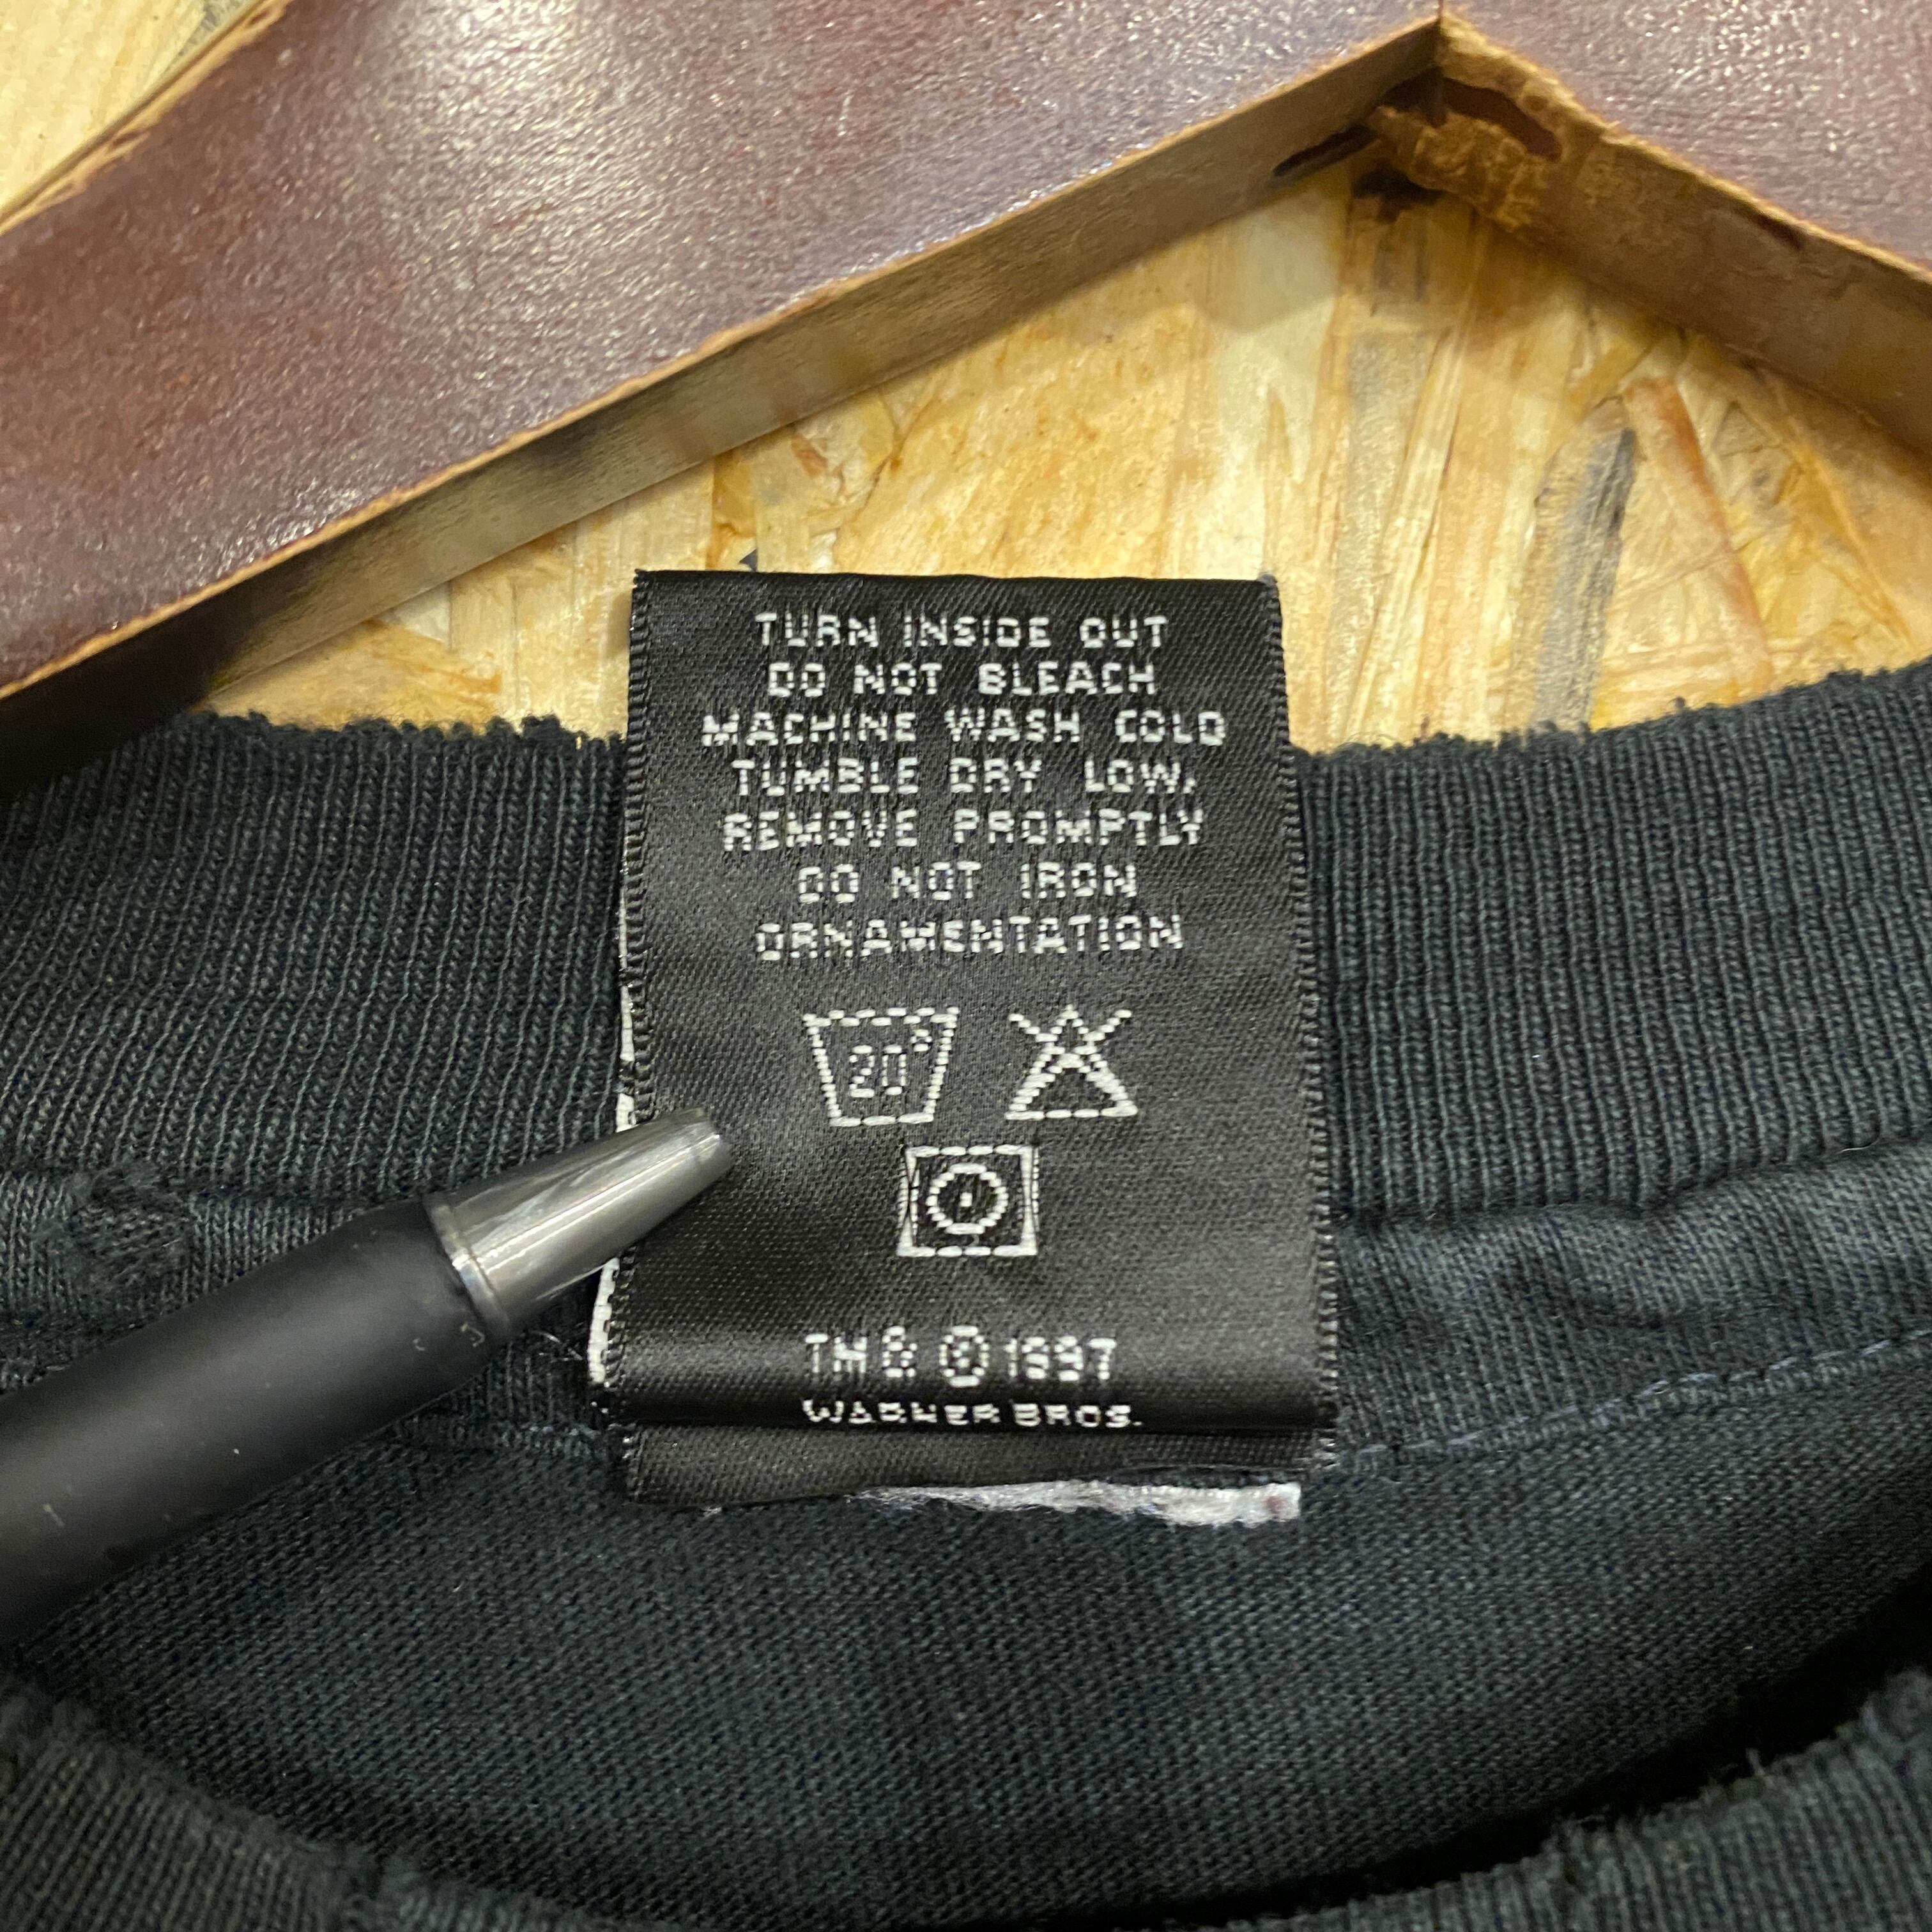 TURN INSIDE OUT
DO NOT BLEACH
MACHINE WASH COLD
TUMBLE DRY LOW,
REMOVE PROMPTLY
DO NOT IRON
ORNAMENTATION
20°
TM & © 1997
WARNER BROS.